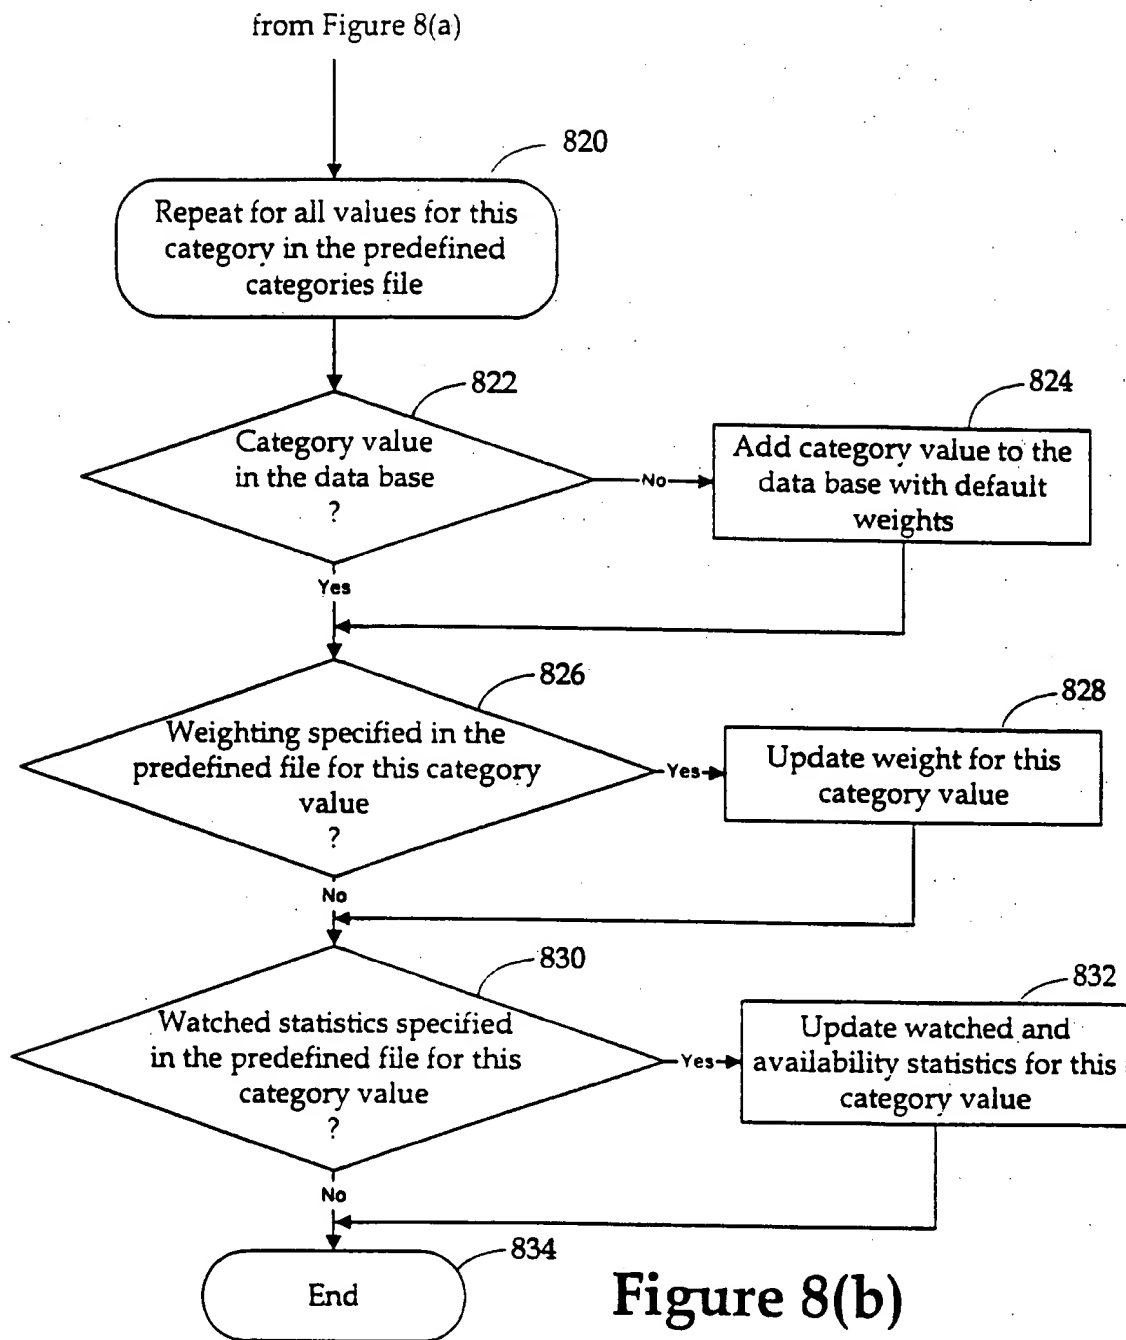 from Figure 8(a)
820
Repeat for all values for this
category in the predefined
categories file
822
Category value
in the data base
?
No
824
Add category value to the
data base with default
weights
Yes
826
Weighting specified in the
predefined file for this category
value
?
Yes
828
Update weight for this
category value
No
830
Watched statistics specified
in the predefined file for this
category value
?
Yes
832
Update watched and
availability statistics for this
category value
No
834
End
Figure 8(b)